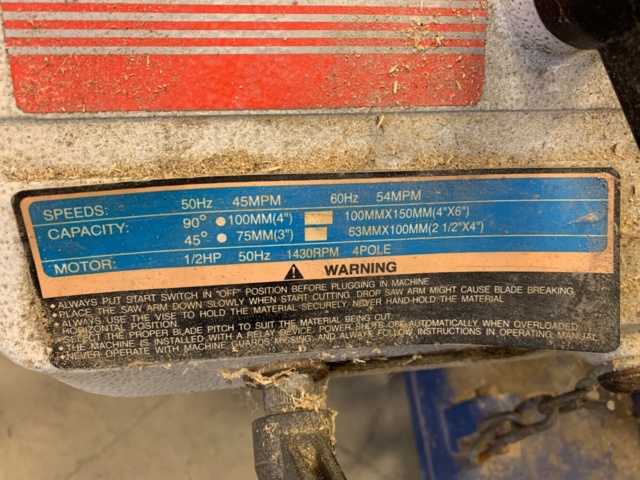 SPEEDS: 50Hz 45MPM 60Hz 54MPM
CAPACITY: 90° ● 100MM(4") ■ 100MMX150MM(4"X6")
45° ● 75MM(3") ■ 63MMX100MM(2 1/2"X4")
MOTOR: 1/2HP 50Hz 1430RPM 4POLE
WARNING
• ALWAYS PUT START SWITCH IN "OFF" POSITION BEFORE PLUGGING IN MACHINE
• PLACE THE SAW ARM DOWN SLOWLY WHEN START CUTTING. DROP SAW ARM MIGHT CAUSE BLADE BREAKING
• ALWAYS USE THE VISE TO HOLD THE MATERIAL SECURELY. NEVER HAND-HOLD THE MATERIAL
HORIZONTAL POSITION.
• SELECT THE PROPER BLADE PITCH TO SUIT THE MATERIAL BEING CUT.
• THE MACHINE IS INSTALLED WITH A RELAY DEVICE, POWER SHUTS OFF AUTOMATICALLY WHEN OVERLOADED
• NEVER OPERATE WITH MACHINE GUARDS MISSING, AND ALWAYS FOLLOW INSTRUCTIONS IN OPERATING MANUAL